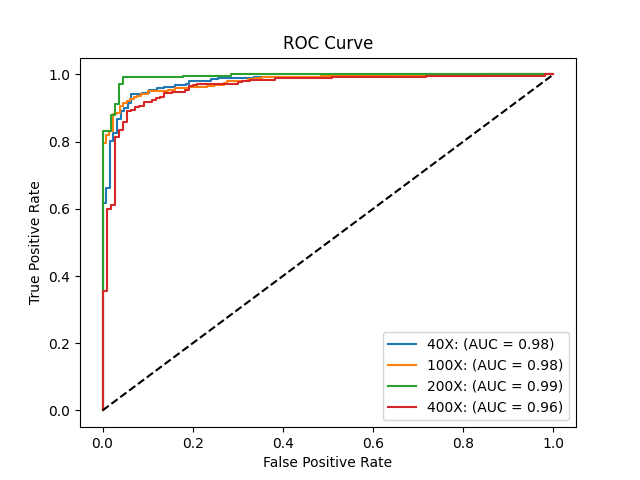 ROC Curve
True Positive Rate
1.0
0.8
0.6
0.4
0.2
0.0
0.0 0.2 0.4 0.6 0.8 1.0
False Positive Rate
40X: (AUC = 0.98)
100X: (AUC = 0.98)
200X: (AUC = 0.99)
400X: (AUC = 0.96)